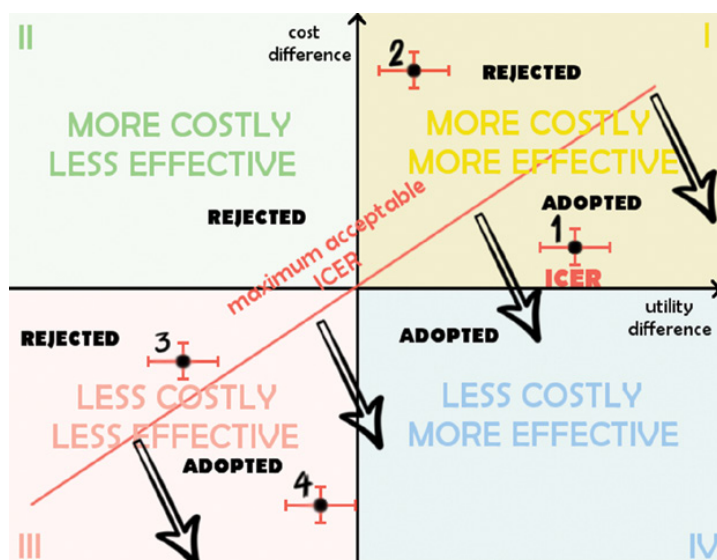 II
cost
difference
2
I
REJECTED
MORE COSTLY
LESS EFFECTIVE
MORE COSTLY
MORE EFFECTIVE
REJECTED
ADOPTED
1
maximum acceptable
ICER
ICER
utility
difference
REJECTED
3
ADOPTED
LESS COSTLY
LESS EFFECTIVE
LESS COSTLY
MORE EFFECTIVE
ADOPTED
4
III
IV